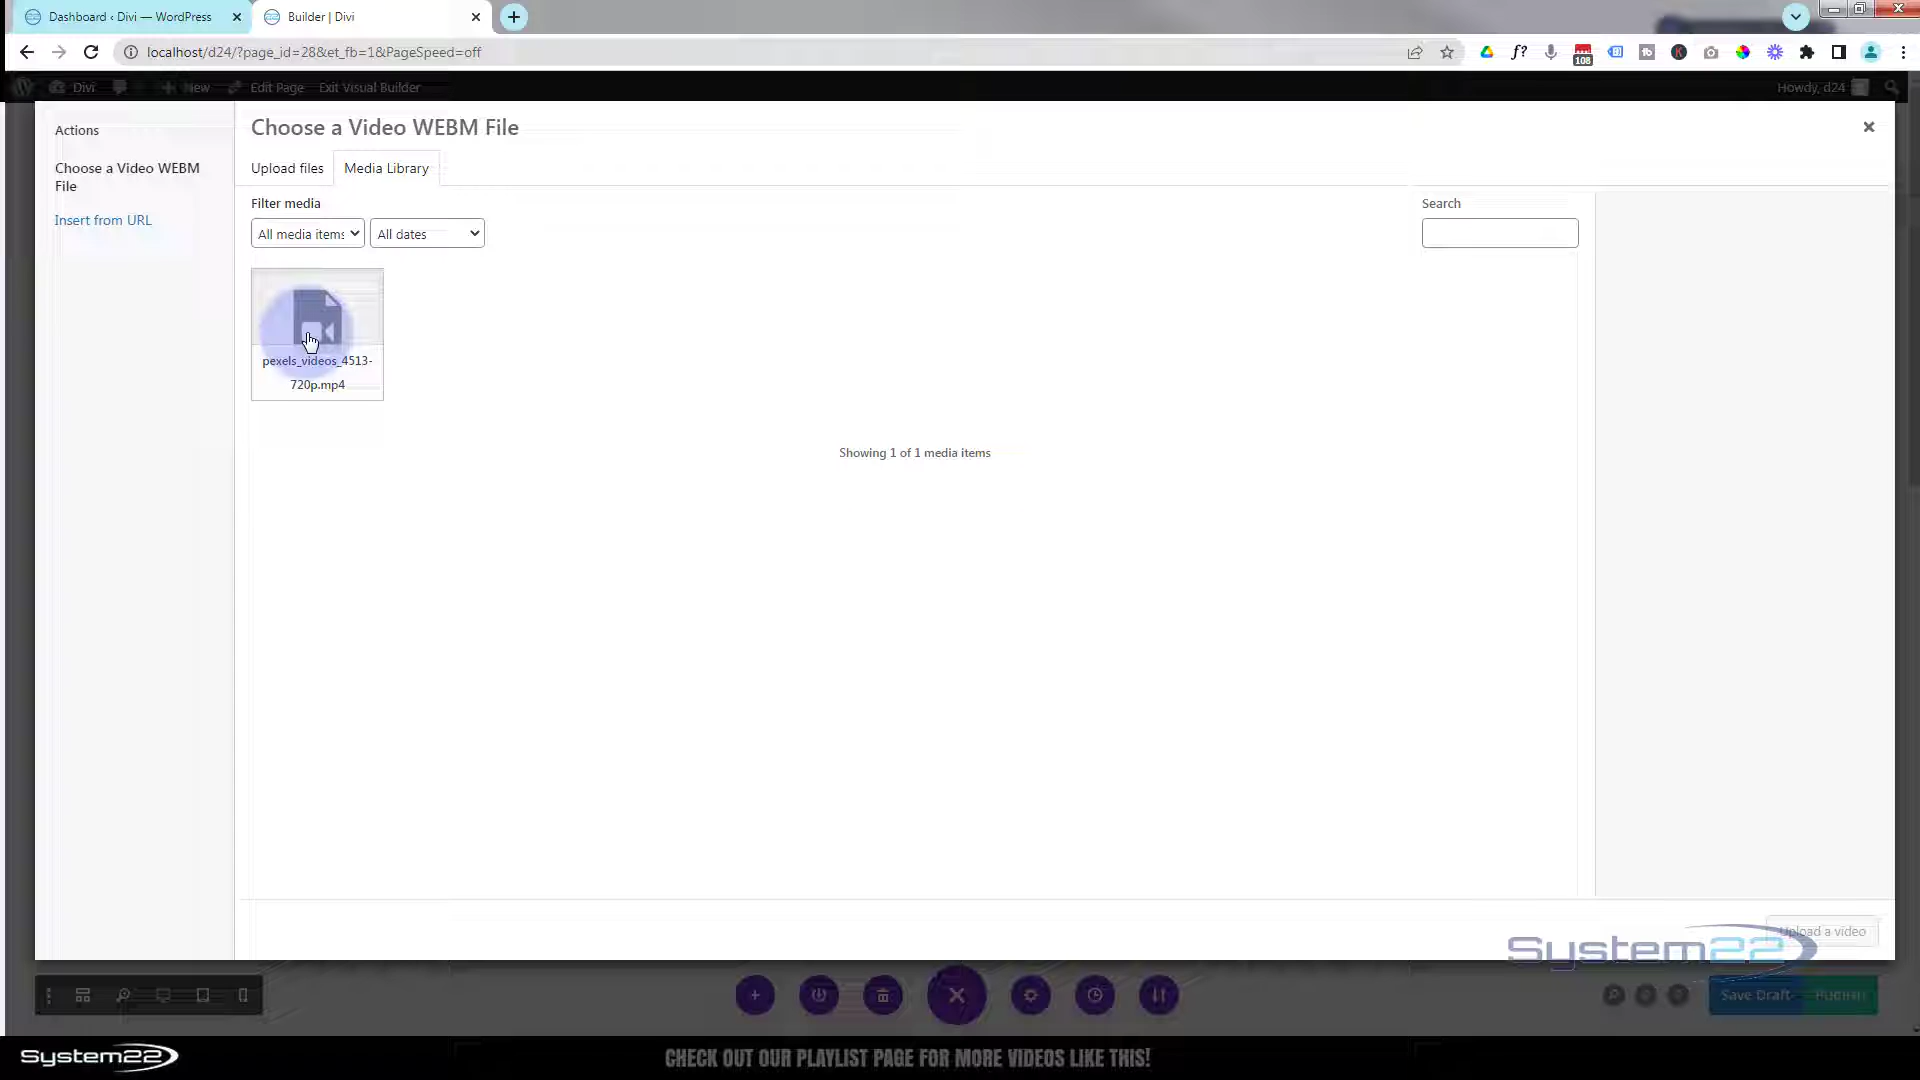 Dashboard ‹ Divi — WordPress
Builder | Divi
localhost/d24/?page_id=28&et_fb=1&PageSpeed=off
f?
108
Divi
New
Edit Page
Exit Visual Builder
Howdy, d24
Actions
Choose a Video WEBM File
Choose a Video WEBM
File
Upload files
Media Library
Insert from URL
Filter media
Search
All media items
All dates
pexels_videos_4513-
720p.mp4
Showing 1 of 1 media items
Upload a video
System22
Save Draft
PUBLISH
System22
CHECK OUT OUR PLAYLIST PAGE FOR MORE VIDEOS LIKE THIS!